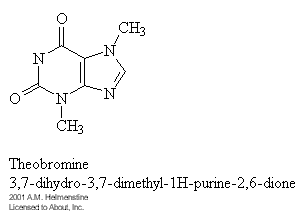 O
CH₃
HN
N
O
N
N
CH₃
Theobromine
3,7-dihydro-3,7-dimethyl-1H-purine-2,6-dione
2001 A.M. Helmenstine
Licensed to About, Inc.